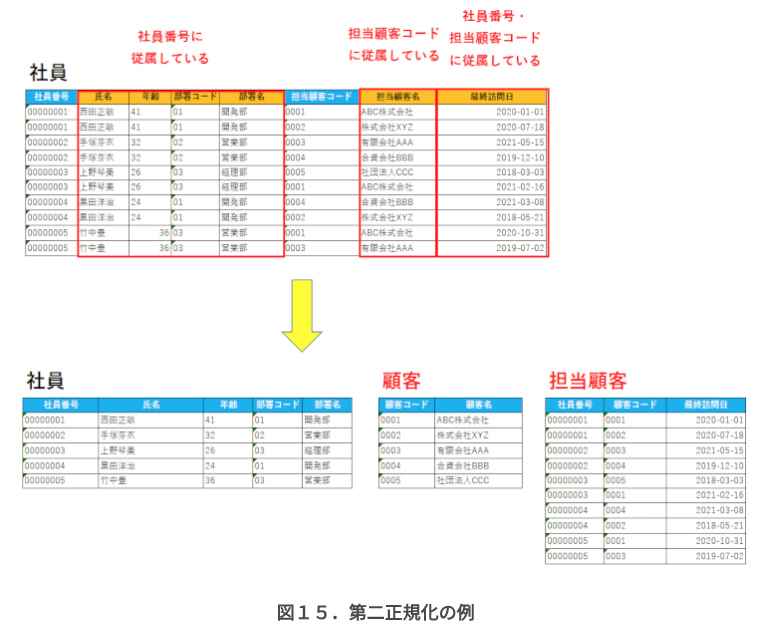 社員番号に
従属している
担当顧客コード
に従属している
社員番号・
担当顧客コード
に従属している
社員
社員番号 氏名 年齢 部署コード 部署名 担当顧客コード 担当顧客名 最終訪問日
00000001 西田正敏 41 01 開発部 0001 ABC株式会社 2020-01-01
00000001 西田正敏 41 01 開発部 0002 株式会社XYZ 2020-07-18
00000002 手塚芽衣 32 02 営業部 0003 有限会社AAA 2021-05-15
00000002 手塚芽衣 32 02 営業部 0004 合資会社BBB 2019-12-10
00000003 上野琴美 26 03 経理部 0005 社団法人CCC 2018-03-03
00000003 上野琴美 26 03 経理部 0001 ABC株式会社 2021-02-16
00000004 黒田洋治 24 01 開発部 0004 合資会社BBB 2021-03-08
00000004 黒田洋治 24 01 開発部 0002 株式会社XYZ 2018-05-21
00000005 竹中豊 36 03 営業部 0001 ABC株式会社 2020-10-31
00000005 竹中豊 36 03 営業部 0003 有限会社AAA 2019-07-02
社員
社員番号 氏名 年齢 部署コード 部署名
00000001 西田正敏 41 01 開発部
00000002 手塚芽衣 32 02 営業部
00000003 上野琴美 26 03 経理部
00000004 黒田洋治 24 01 開発部
00000005 竹中豊 36 03 営業部
顧客
顧客コード 顧客名
0001 ABC株式会社
0002 株式会社XYZ
0003 有限会社AAA
0004 合資会社BBB
0005 社団法人CCC
担当顧客
社員番号 顧客コード 最終訪問日
00000001 0001 2020-01-01
00000001 0002 2020-07-18
00000002 0003 2021-05-15
00000002 0004 2019-12-10
00000003 0005 2018-03-03
00000003 0001 2021-02-16
00000004 0004 2021-03-08
00000004 0002 2018-05-21
00000005 0001 2020-10-31
00000005 0003 2019-07-02
図１５．第二正規化の例